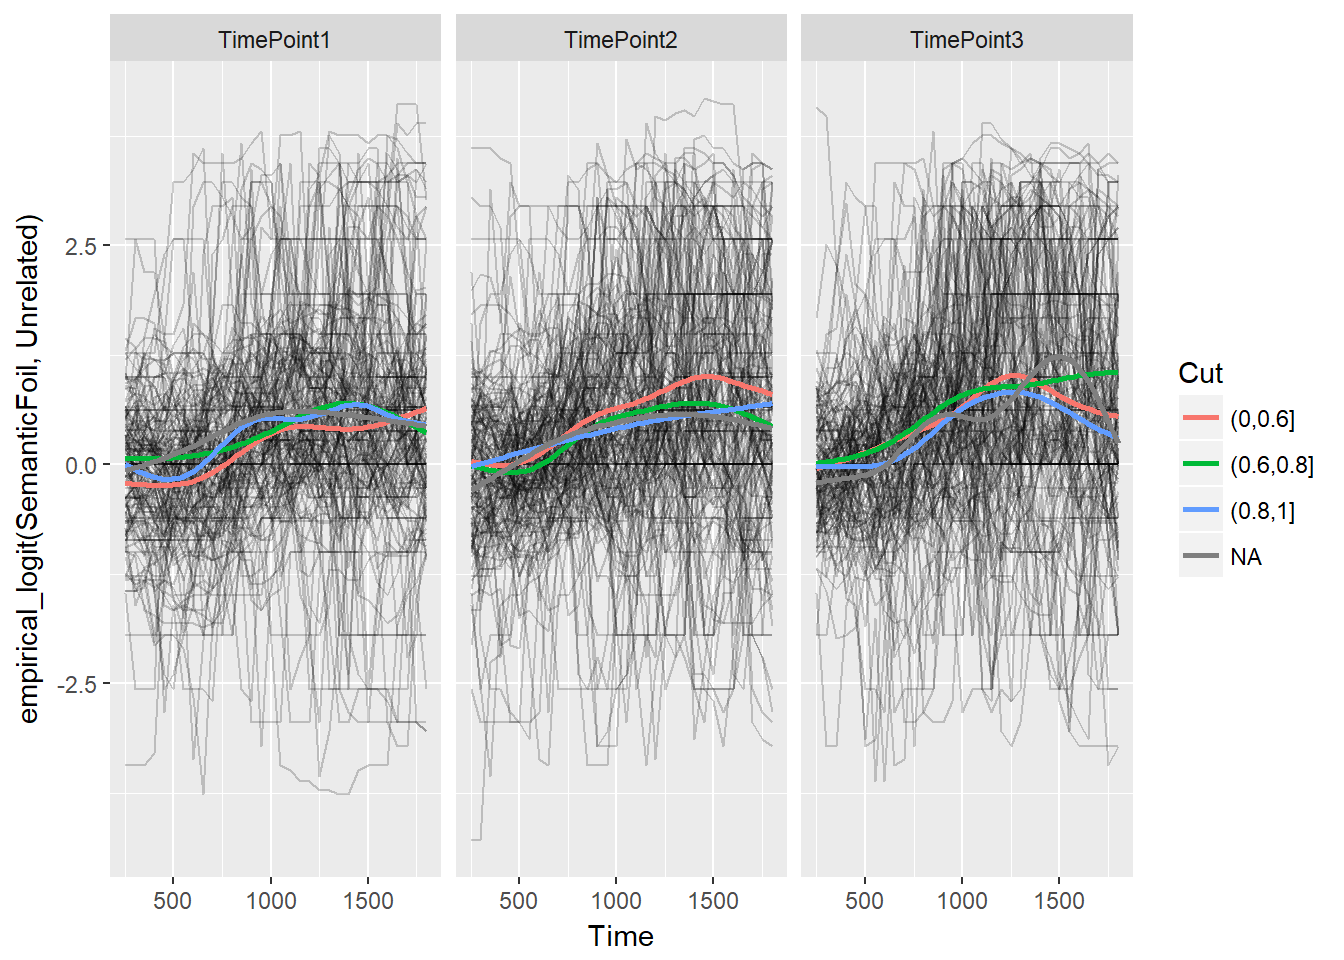 TimePoint1 TimePoint2 TimePoint3
empirical_logit(SemanticFoil, Unrelated)
2.5
0.0
-2.5
500 1000 1500 500 1000 1500 500 1000 1500
Time
Cut
(0,0.6]
(0.6,0.8]
(0.8,1]
NA